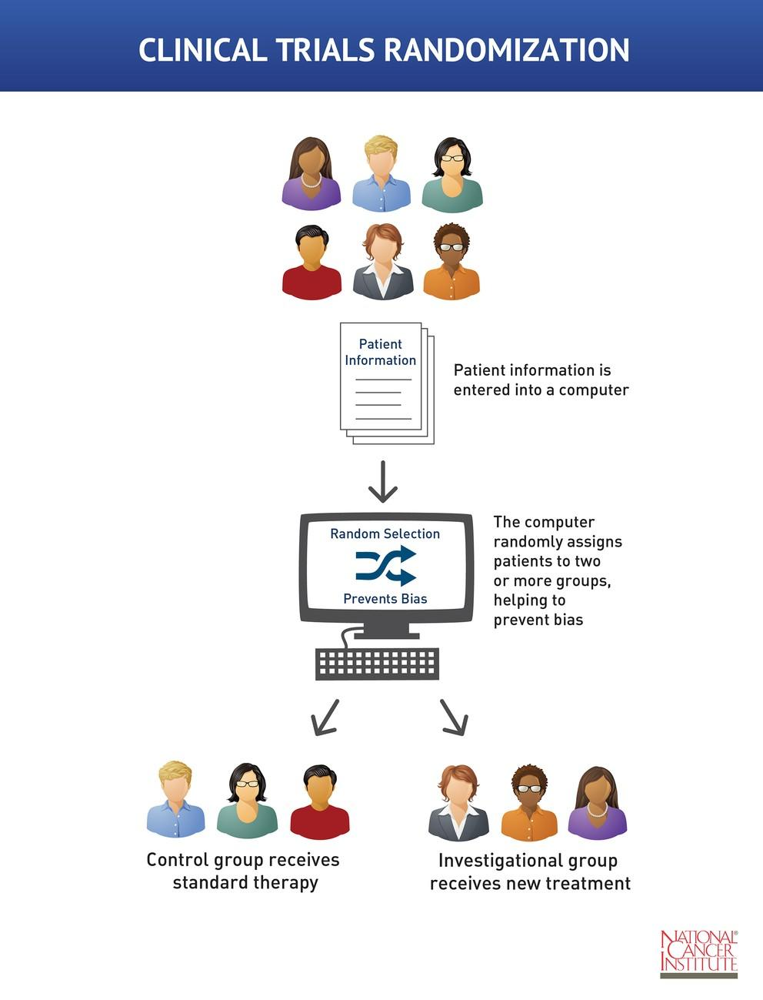 CLINICAL TRIALS RANDOMIZATION
Patient
Information
Patient information is
entered into a computer
Random Selection
Prevents Bias
The computer
randomly assigns
patients to two
or more groups,
helping to
prevent bias
Control group receives
standard therapy
Investigational group
receives new treatment
NATIONAL®
CANCER
INSTITUTE